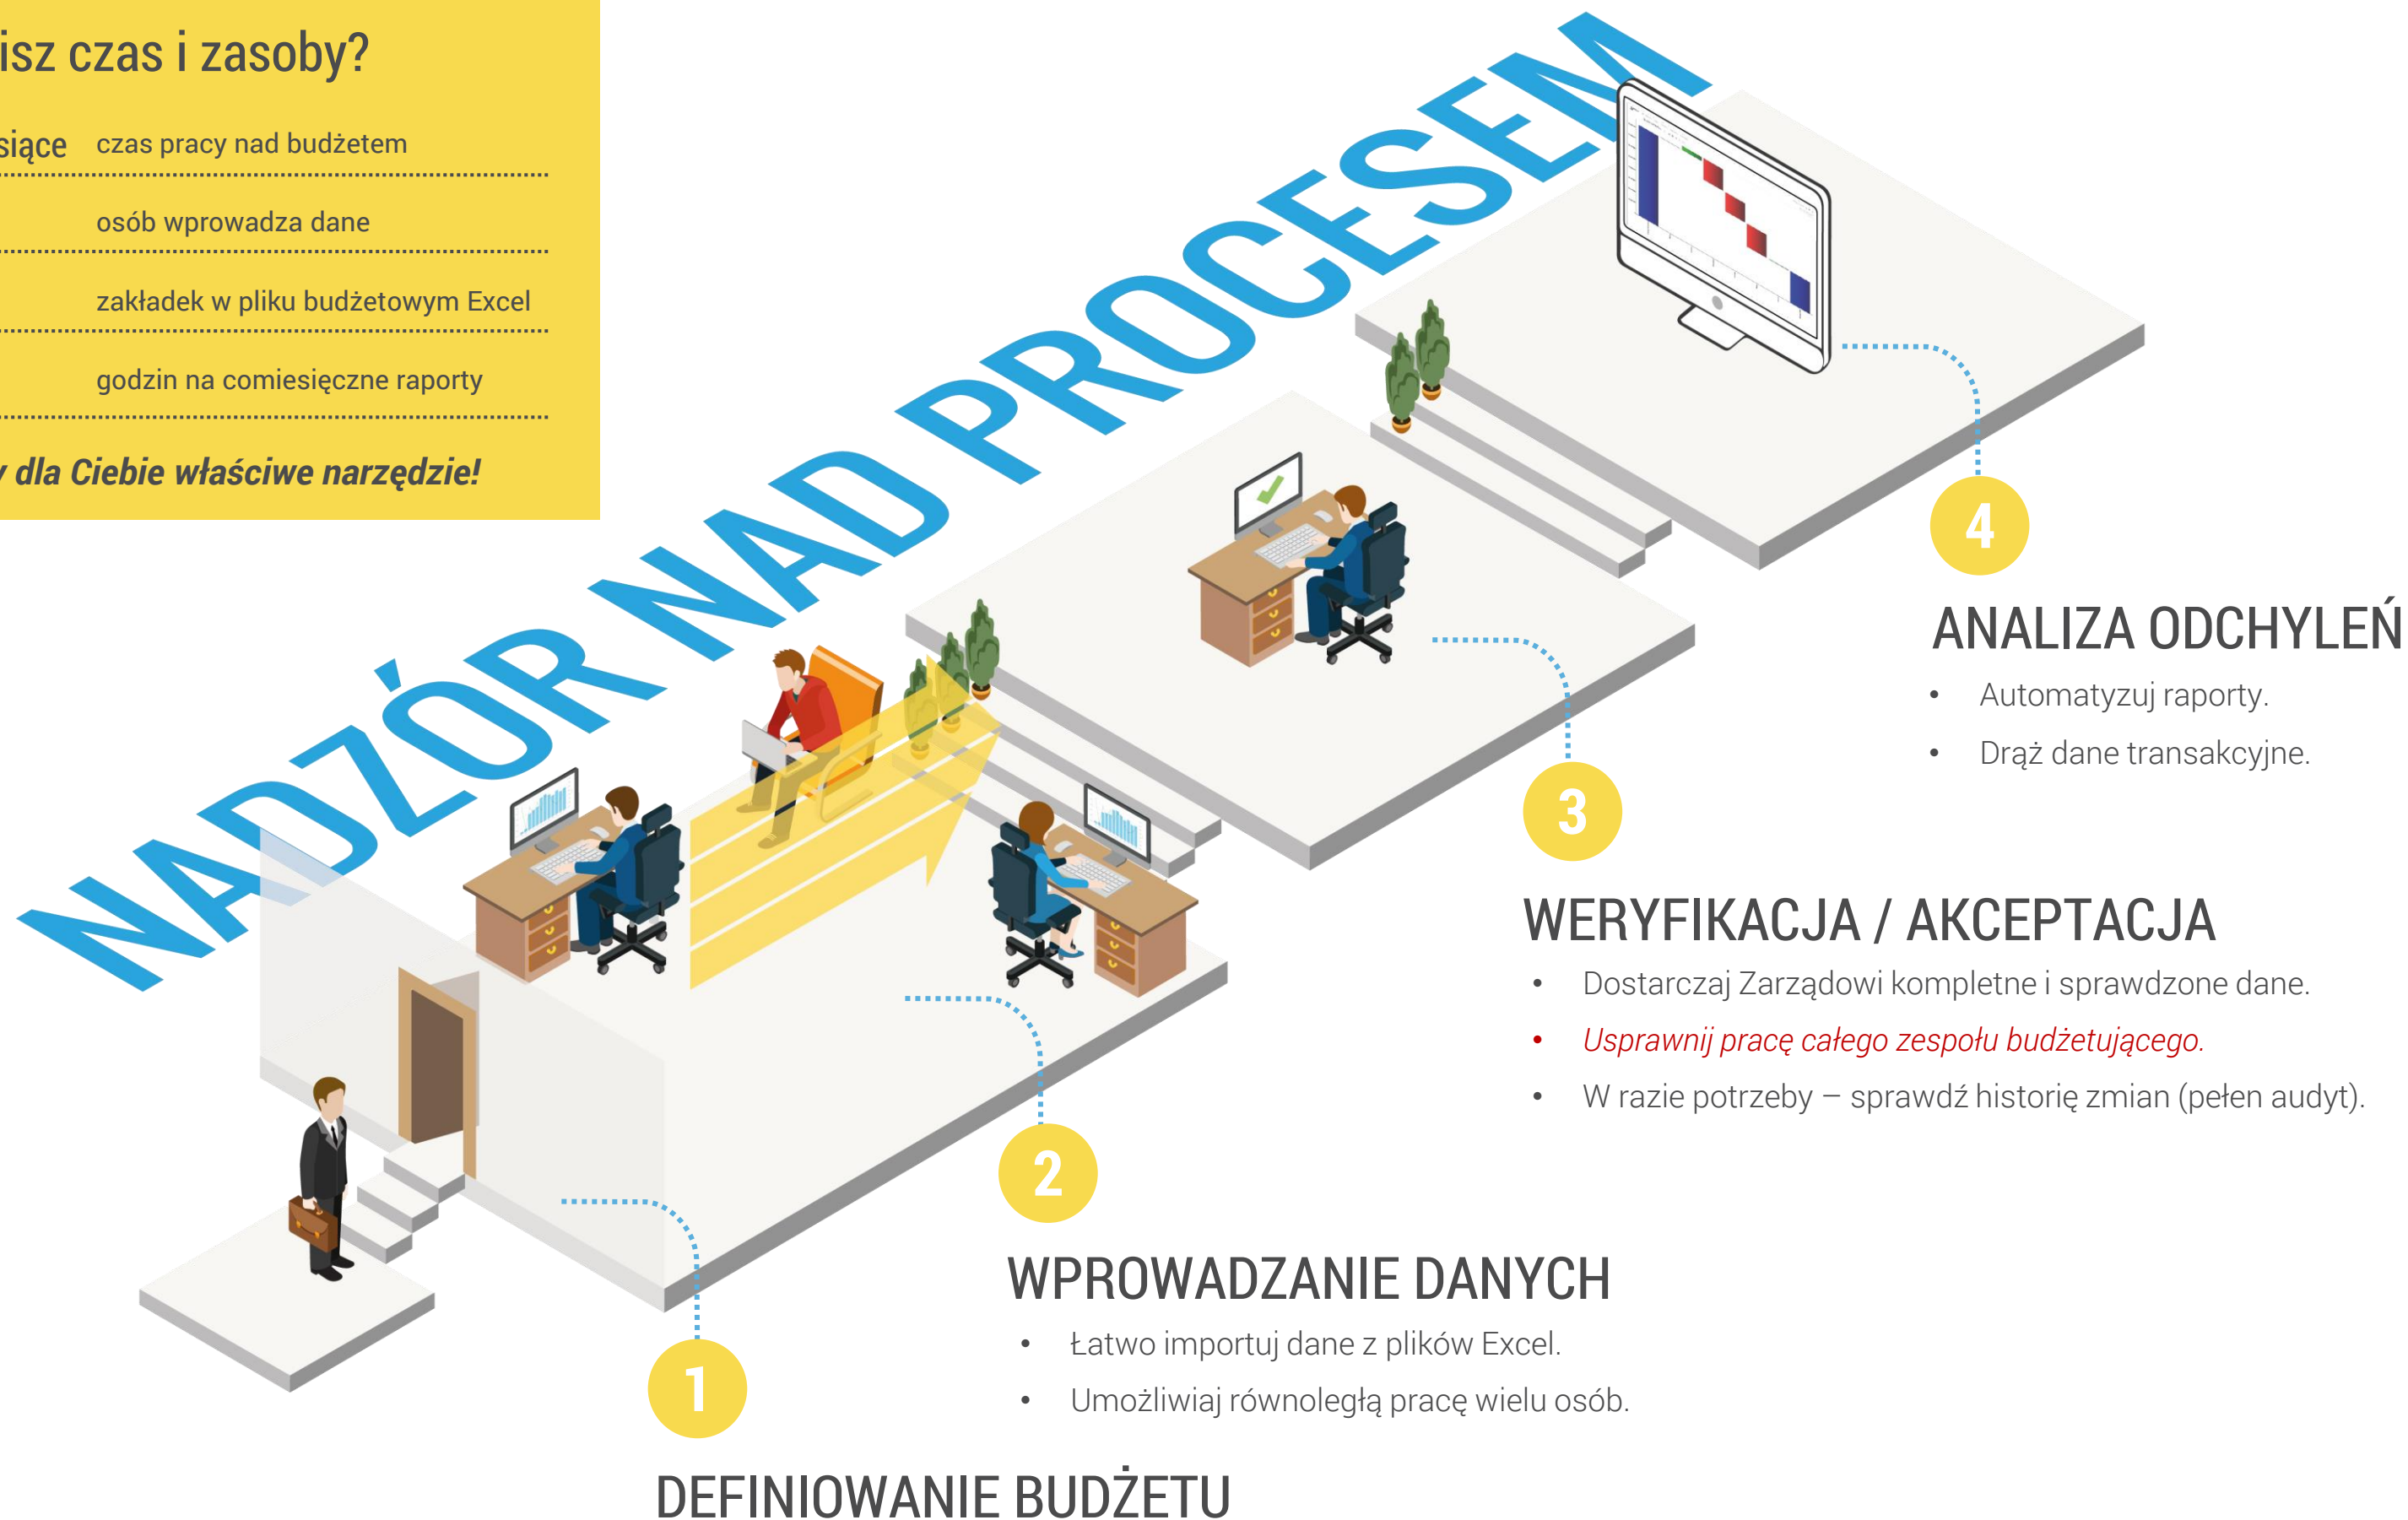 czas i zasoby?
czas pracy nad budżetem
osób wprowadza dane
zakładek w pliku budżetowym Excel
godzin na comiesięczne raporty
dla Ciebie właściwe narzędzie!
NADZÓR NAD PROCESEM
4
ANALIZA ODCHYLEŃ
• Automatyzuj raporty.
• Drąż dane transakcyjne.
3
WERYFIKACJA / AKCEPTACJA
• Dostarczaj Zarządowi kompletne i sprawdzone dane.
• Usprawnij pracę całego zespołu budżetującego.
• W razie potrzeby – sprawdź historię zmian (pełen audyt).
2
WPROWADZANIE DANYCH
• Łatwo importuj dane z plików Excel.
• Umożliwiaj równoległą pracę wielu osób.
1
DEFINIOWANIE BUDŻETU